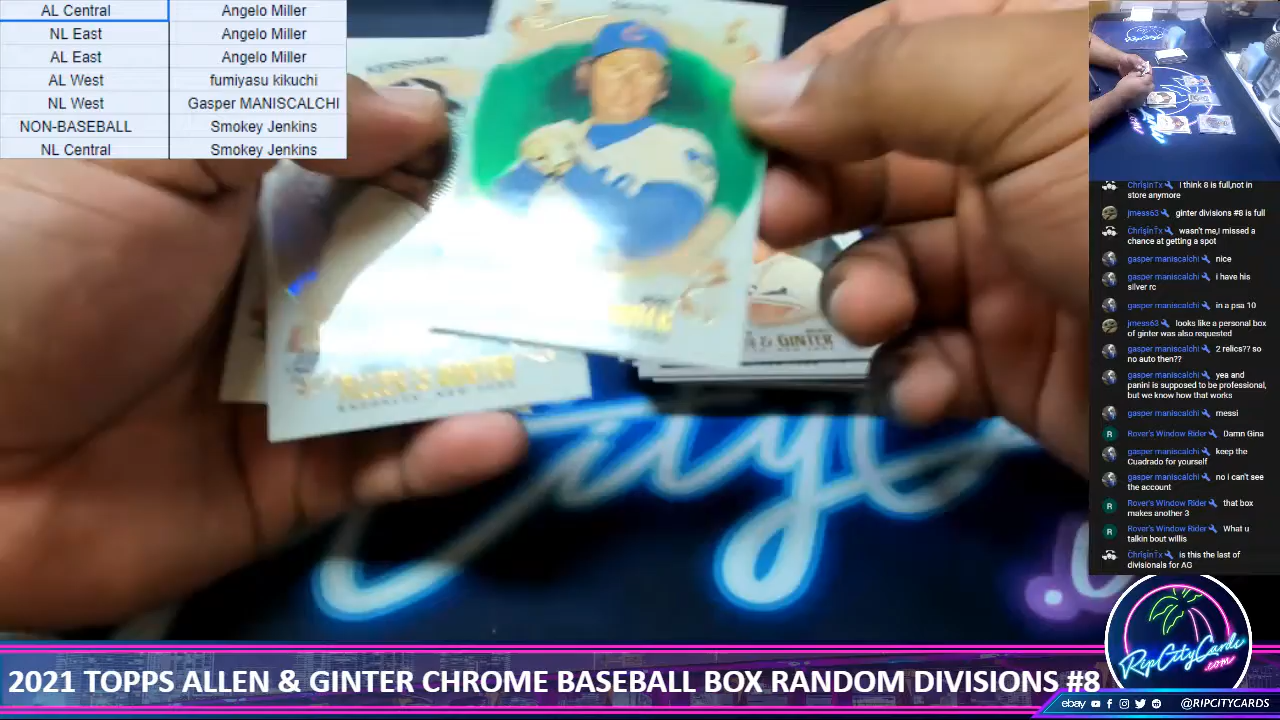 AL Central Angelo Miller
NL East Angelo Miller
AL East Angelo Miller
AL West fumiyasu kikuchi
NL West Gasper MANISCALCHI
NON-BASEBALL Smokey Jenkins
NL Central Smokey Jenkins
& GINTER
i think 8 is full,not in
store anymore
jmess63 ginter divisions #8 is full
wasn't me,I missed a
chance at getting a spot
gasper maniscalchi nice
gasper maniscalchi i have his
silver rc
gasper maniscalchi in a psa 10
jmess63 looks like a personal box
of ginter was also requested
gasper maniscalchi 2 relics?? so
no auto then??
gasper maniscalchi yea and
panini is supposed to be professional,
but we know how that works
gasper maniscalchi messi
R Rover's Window Rider Damn Gina
gasper maniscalchi keep the
Cuadrado for yourself
gasper maniscalchi no i can't see
the account
R Rover's Window Rider that box
makes another 3
R Rover's Window Rider What u
talkin bout willis
is this the last of
divisionals for AG
RipCityCards
.com
2021 TOPPS ALLEN & GINTER CHROME BASEBALL BOX RANDOM DIVISIONS #8
ebay @RIPCITYCARDS